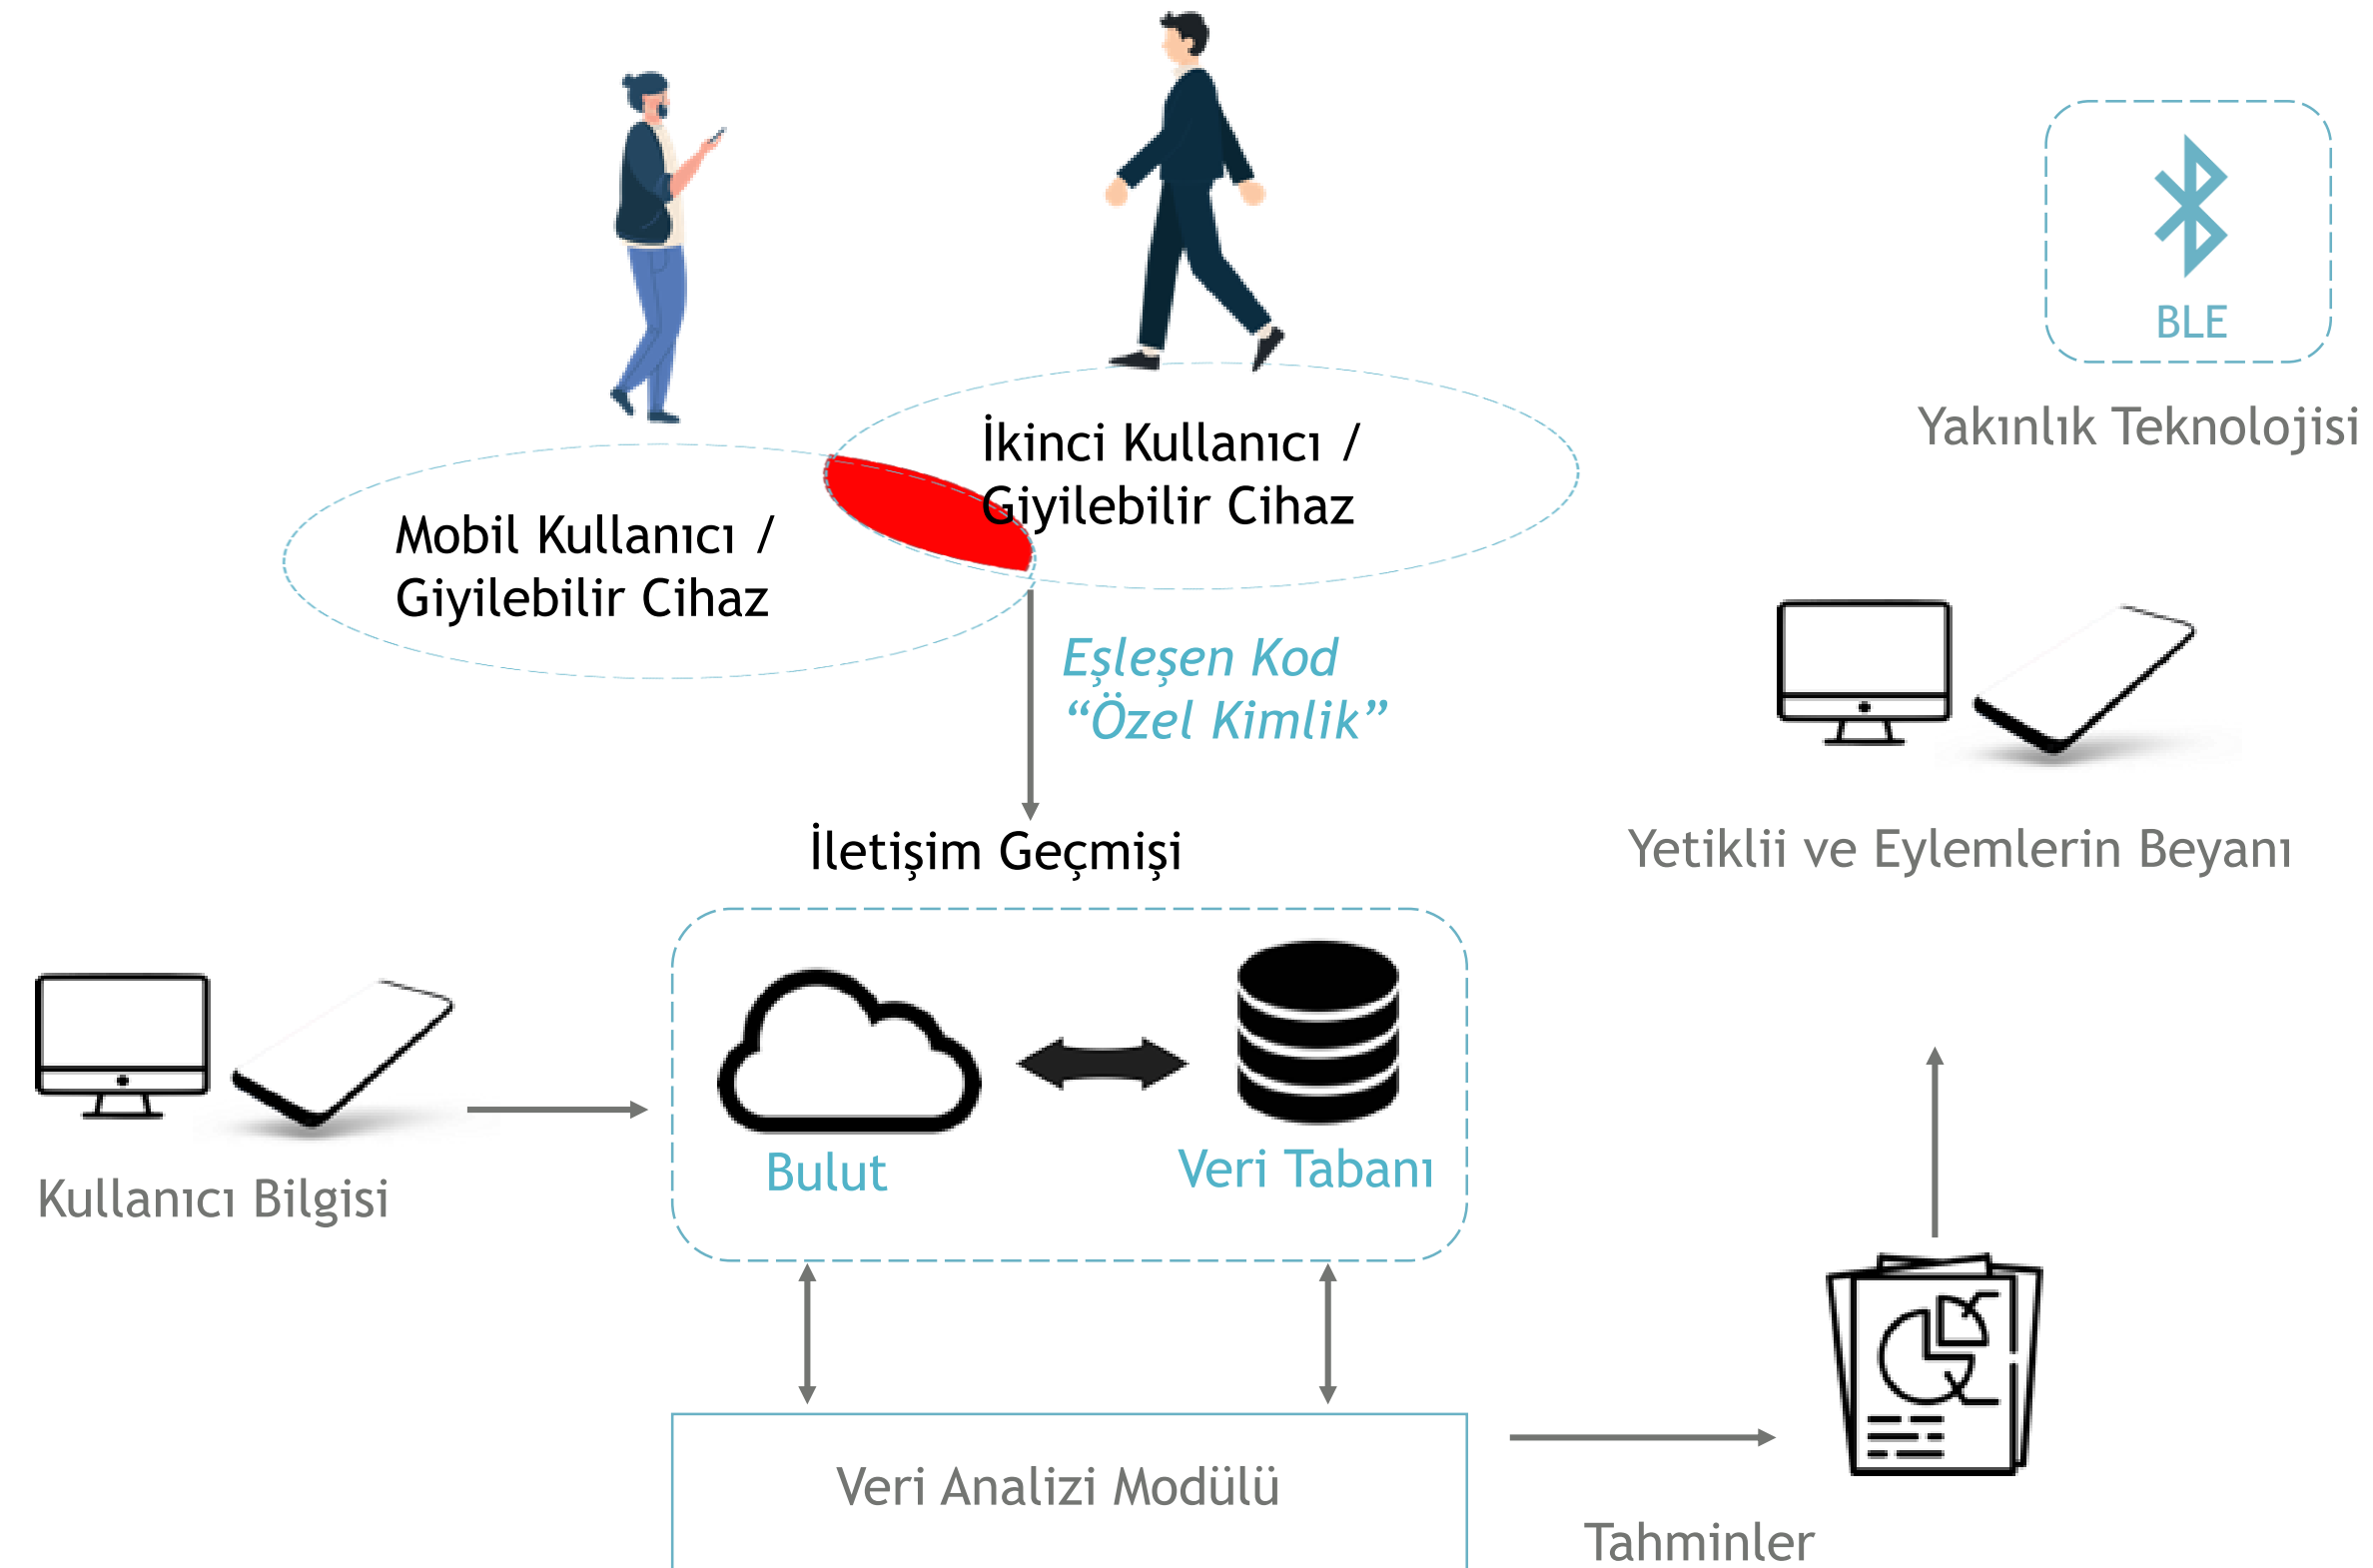 BLE
Yakınlık Teknolojisi
İkinci Kullanıcı /
Giyilebilir Cihaz
Mobil Kullanıcı /
Giyilebilir Cihaz
Eşleşen Kod
“Özel Kimlik”
İletişim Geçmişi
Yetiklii ve Eylemlerin Beyanı
Bulut
Veri Tabanı
Kullanıcı Bilgisi
Veri Analizi Modülü
Tahminler